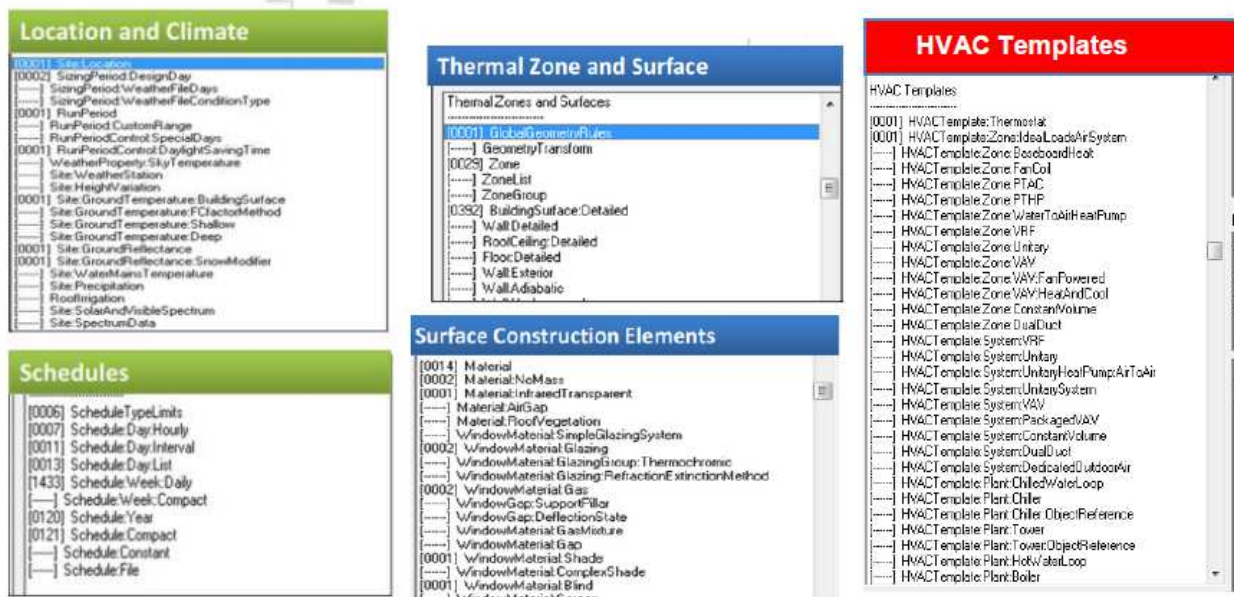 Location and Climate
[0001] Site:Location
[0002] SizingPeriod:DesignDay
[------] SizingPeriod:WeatherFileDays
[------] SizingPeriod:WeatherFileConditionType
[0001] RunPeriod
[------] RunPeriod:CustomRange
[------] RunPeriodControl:SpecialDays
[0001] RunPeriodControl:DaylightSavingTime
[------] WeatherProperty:SkyTemperature
[------] Site:WeatherStation
[------] Site:HeightVariation
[0001] Site:GroundTemperature:BuildingSurface
[------] Site:GroundTemperature:FCfactorMethod
[------] Site:GroundTemperature:Shallow
[------] Site:GroundTemperature:Deep
[0001] Site:GroundReflectance
[0001] Site:GroundReflectance:SnowModifier
[------] Site:WaterMainsTemperature
[------] Site:Precipitation
[------] RoofIrrigation
[------] Site:SolarAndVisibleSpectrum
[------] Site:SpectrumData
Schedules
[0006] ScheduleTypeLimits
[0007] Schedule:Day:Hourly
[0011] Schedule:Day:Interval
[0013] Schedule:Day:List
[1433] Schedule:Week:Daily
[------] Schedule:Week:Compact
[0120] Schedule:Year
[0121] Schedule:Compact
[------] Schedule:Constant
[------] Schedule:File
Thermal Zone and Surface
Thermal Zones and Surfaces
[0001] GlobalGeometryRules
[------] GeometryTransform
[0029] Zone
[------] ZoneList
[------] ZoneGroup
[0392] BuildingSurface:Detailed
[------] Wall:Detailed
[------] RoofCeiling:Detailed
[------] Floor:Detailed
[------] Wall:Exterior
[------] Wall:Adiabatic
Surface Construction Elements
[0014] Material
[0002] Material:NoMass
[0001] Material:InfraredTransparent
[------] Material:AirGap
[------] Material:RoofVegetation
[------] WindowMaterial:SimpleGlazingSystem
[0002] WindowMaterial:Glazing
[------] WindowMaterial:GlazingGroup:Thermochromic
[------] WindowMaterial:Glazing:RefractionExtinctionMethod
[0002] WindowMaterial:Gas
[------] WindowGap:SupportPillar
[------] WindowGap:DeflectionState
[------] WindowMaterial:GasMixture
[------] WindowMaterial:Gap
[0001] WindowMaterial:Shade
[------] WindowMaterial:ComplexShade
[0001] WindowMaterial:Blind
HVAC Templates
HVAC Templates
[0001] HVACTemplate:Thermostat
[0001] HVACTemplate:Zone:IdealLoadsAirSystem
[------] HVACTemplate:Zone:BaseboardHeat
[------] HVACTemplate:Zone:FanCoil
[------] HVACTemplate:Zone:PTAC
[------] HVACTemplate:Zone:PTHP
[------] HVACTemplate:Zone:WaterToAirHeatPump
[------] HVACTemplate:Zone:VRF
[------] HVACTemplate:Zone:Unitary
[------] HVACTemplate:Zone:VAV
[------] HVACTemplate:Zone:VAV:FanPowered
[------] HVACTemplate:Zone:VAV:HeatAndCool
[------] HVACTemplate:Zone:ConstantVolume
[------] HVACTemplate:Zone:DualDuct
[------] HVACTemplate:System:VRF
[------] HVACTemplate:System:Unitary
[------] HVACTemplate:System:UnitaryHeatPump:AirToAir
[------] HVACTemplate:System:UnitarySystem
[------] HVACTemplate:System:VAV
[------] HVACTemplate:System:PackagedVAV
[------] HVACTemplate:System:ConstantVolume
[------] HVACTemplate:System:DualDuct
[------] HVACTemplate:System:DedicatedOutdoorAir
[------] HVACTemplate:Plant:ChilledWaterLoop
[------] HVACTemplate:Plant:Chiller
[------] HVACTemplate:Plant:Chiller:ObjectReference
[------] HVACTemplate:Plant:Tower
[------] HVACTemplate:Plant:Tower:ObjectReference
[------] HVACTemplate:Plant:HotWaterLoop
[------] HVACTemplate:Plant:Boiler